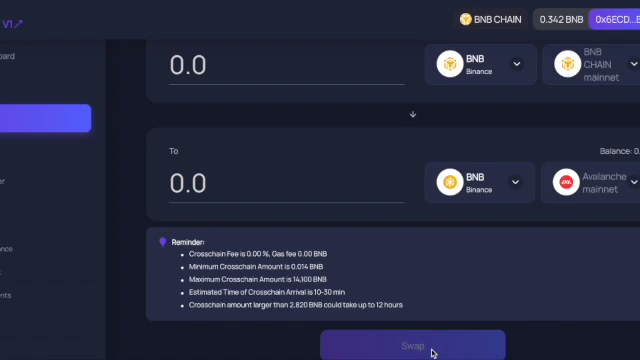 V1↗
BNB CHAIN
0.342 BNB
0x6ECD...E
oard
0.0
BNB
Binance
BNB
CHAIN
mainnet
To
Balance: 0.
0.0
BNB
Binance
Avalanche
mainnet
er
Reminder:
• Crosschain Fee is 0.00 %, Gas fee 0.00 BNB
• Minimum Crosschain Amount is 0.014 BNB
• Maximum Crosschain Amount is 14,100 BNB
• Estimated Time of Crosschain Arrival is 10-30 min
• Crosschain amount larger than 2,820 BNB could take up to 12 hours
ance
nts
Swap